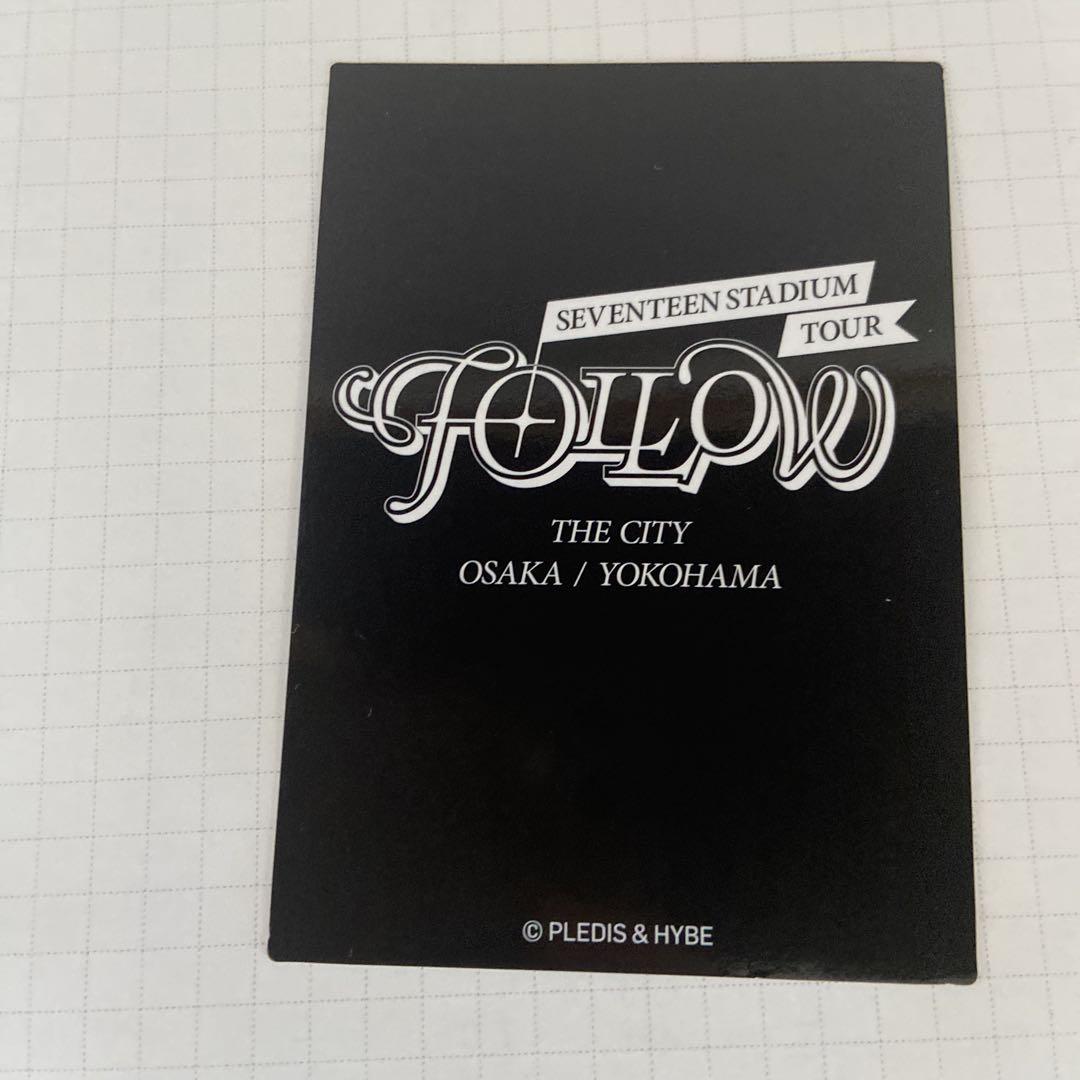 SEVENTEEN STADIUM
TOUR
FOLLOW
THE CITY
OSAKA / YOKOHAMA
© PLEDIS & HYBE